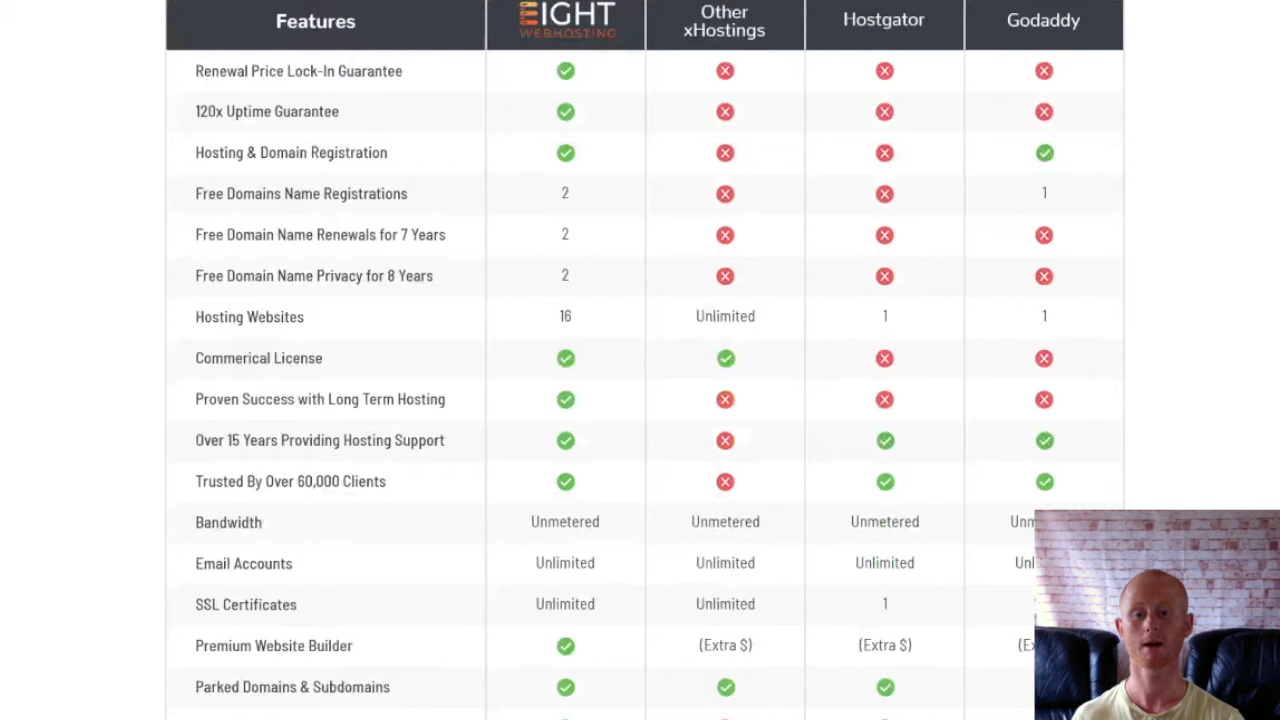 Features
EIGHT
WEBHOSTING
Other
xHostings
Hostgator
Godaddy
Renewal Price Lock-In Guarantee
120x Uptime Guarantee
Hosting & Domain Registration
Free Domains Name Registrations 2 1
Free Domain Name Renewals for 7 Years 2
Free Domain Name Privacy for 8 Years 2
Hosting Websites 16 Unlimited 1 1
Commerical License
Proven Success with Long Term Hosting
Over 15 Years Providing Hosting Support
Trusted By Over 60,000 Clients
Bandwidth Unmetered Unmetered Unmetered
Email Accounts Unlimited Unlimited Unlimited
SSL Certificates Unlimited Unlimited 1
Premium Website Builder (Extra $) (Extra $)
Parked Domains & Subdomains